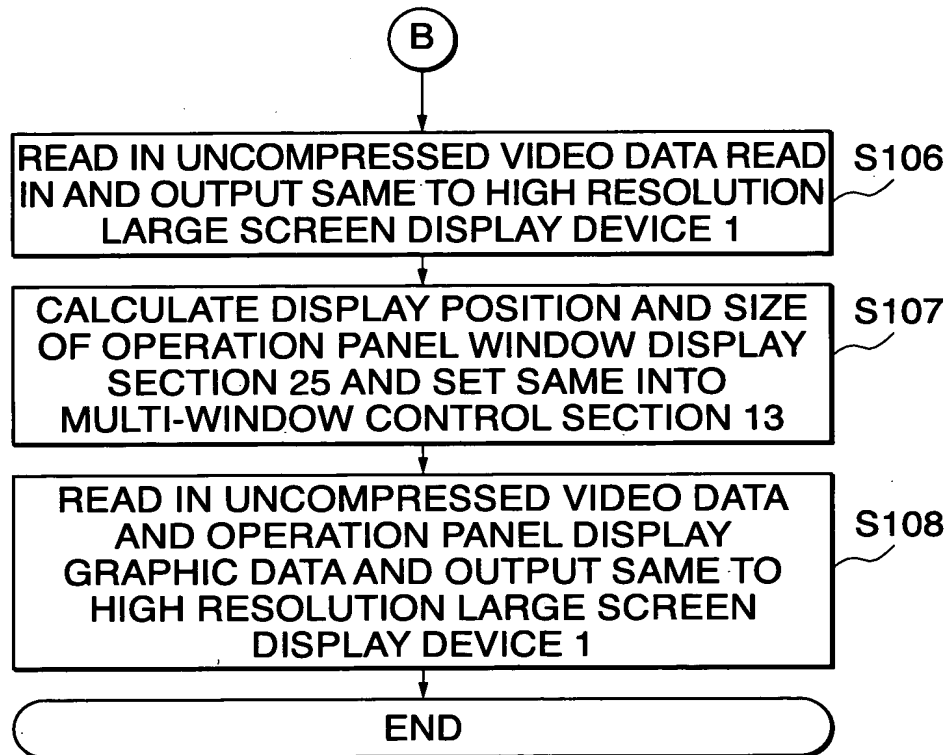 B
READ IN UNCOMPRESSED VIDEO DATA READ
IN AND OUTPUT SAME TO HIGH RESOLUTION
LARGE SCREEN DISPLAY DEVICE 1
S106
CALCULATE DISPLAY POSITION AND SIZE
OF OPERATION PANEL WINDOW DISPLAY
SECTION 25 AND SET SAME INTO
MULTI-WINDOW CONTROL SECTION 13
S107
READ IN UNCOMPRESSED VIDEO DATA
AND OPERATION PANEL DISPLAY
GRAPHIC DATA AND OUTPUT SAME TO
HIGH RESOLUTION LARGE SCREEN
DISPLAY DEVICE 1
S108
END